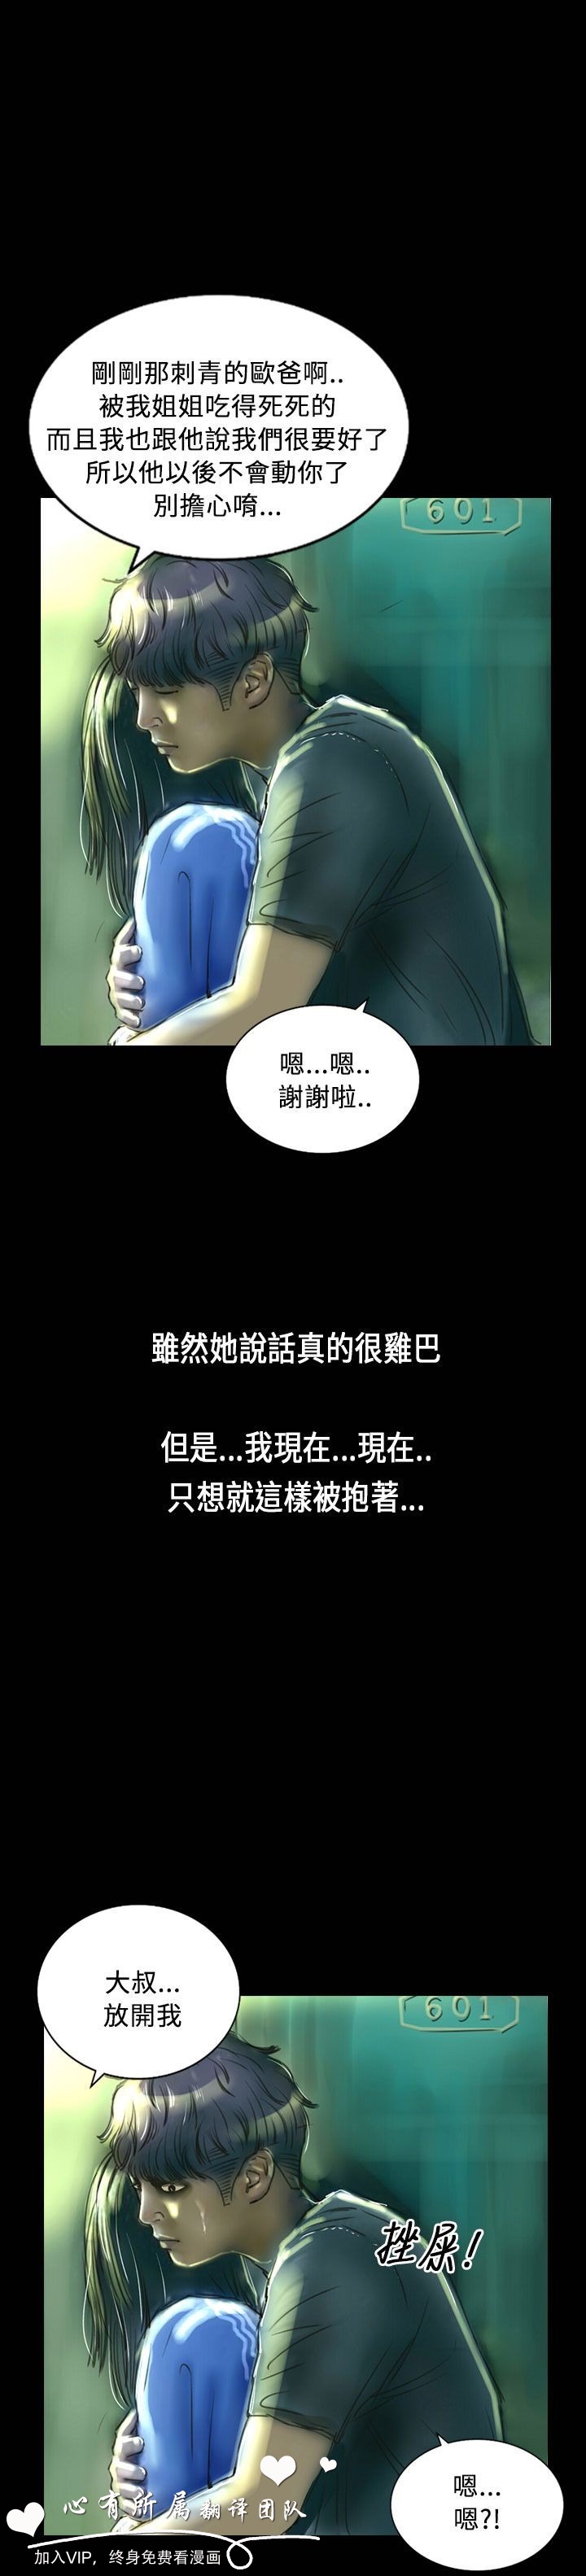 剛剛那刺青的歐爸啊..
被我姐姐吃得死死的
而且我也跟他說我們很要好了
所以他以後不會動你了
別擔心唷...
601
嗯...嗯..
謝謝啦..
雖然她說話真的很雞巴
但是...我現在...現在..
只想就這樣被抱著...
大叔...
放開我
601
挫屎!
嗯...
嗯?!
心有所属翻译团队
加入VIP，终身免费看漫画